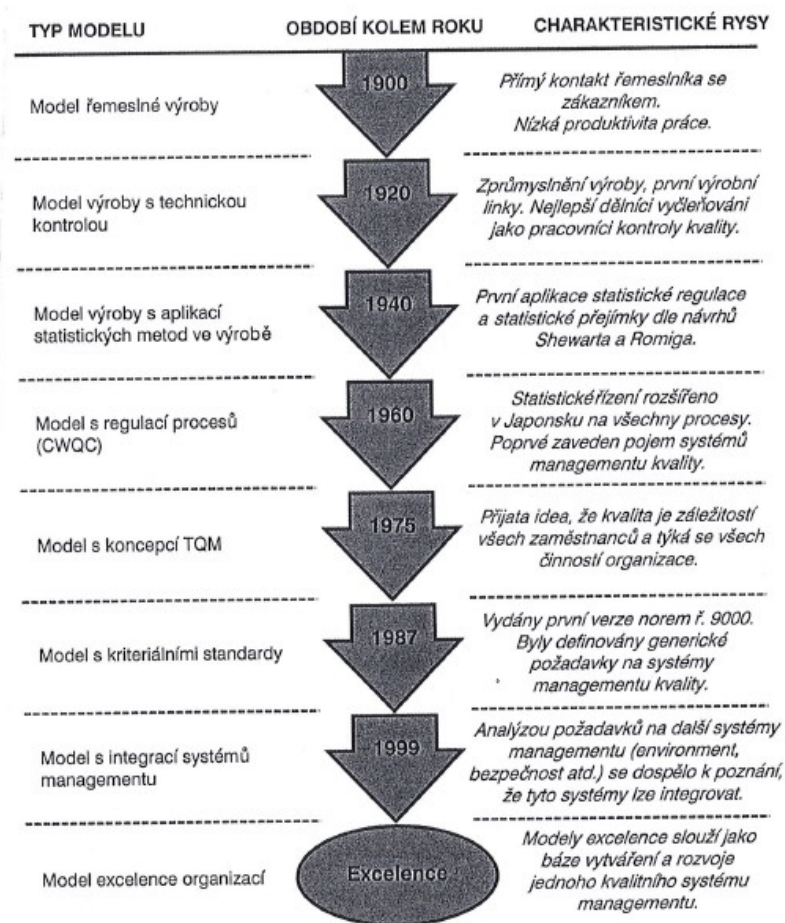 TYP MODELU OBDOBÍ KOLEM ROKU CHARAKTERISTICKÉ RYSY
Model řemeslné výroby
1900
Přímý kontakt řemeslníka se
zákazníkem.
Nízká produktivita práce.
Model výroby s technickou
kontrolou
1920
Zprůmyslnění výroby, první výrobní
linky. Nejlepší dělníci vyčleňováni
jako pracovníci kontroly kvality.
Model výroby s aplikací
statistických metod ve výrobě
1940
První aplikace statistické regulace
a statistické přejímky dle návrhů
Shewarta a Romiga.
Model s regulací procesů
(CWQC)
1960
Statistické řízení rozšířeno
v Japonsku na všechny procesy.
Poprvé zaveden pojem systémů
managementu kvality.
Model s koncepcí TQM
1975
Přijata idea, že kvalita je záležitostí
všech zaměstnanců a týká se všech
činností organizace.
Model s kriteriálními standardy
1987
Vydány první verze norem ř. 9000.
Byly definovány generické
požadavky na systémy
managementu kvality.
Model s integrací systémů
managementu
1999
Analýzou požadavků na další systémy
managementu (environment,
bezpečnost atd.) se dospělo k poznání,
že tyto systémy lze integrovat.
Model excelence organizací
Excelence
Modely excelence slouží jako
báze vytváření a rozvoje
jednoho kvalitního systému
managementu.